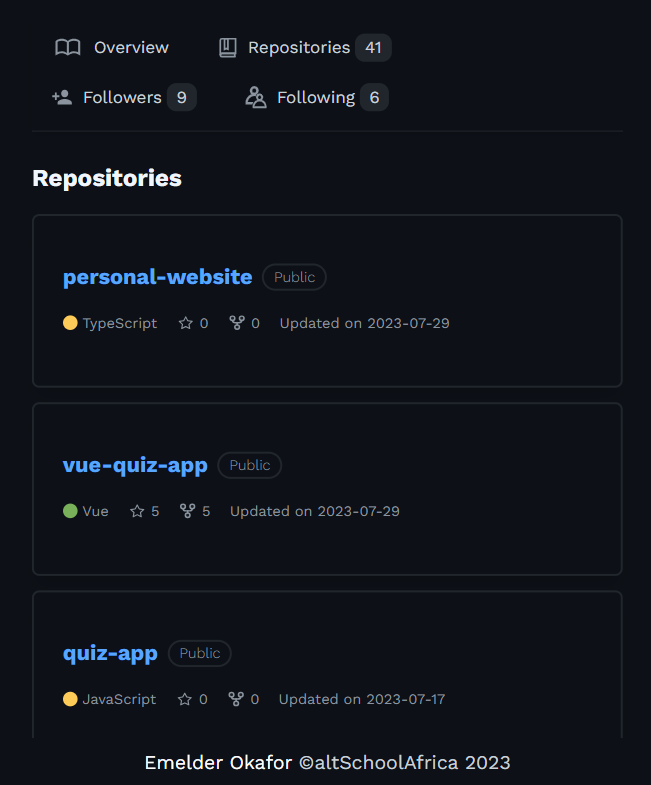 Overview Repositories 41
Followers 9 Following 6
Repositories
personal-website Public
TypeScript 0 0 Updated on 2023-07-29
vue-quiz-app Public
Vue 5 5 Updated on 2023-07-29
quiz-app Public
JavaScript 0 0 Updated on 2023-07-17
Emelder Okafor ©altSchoolAfrica 2023